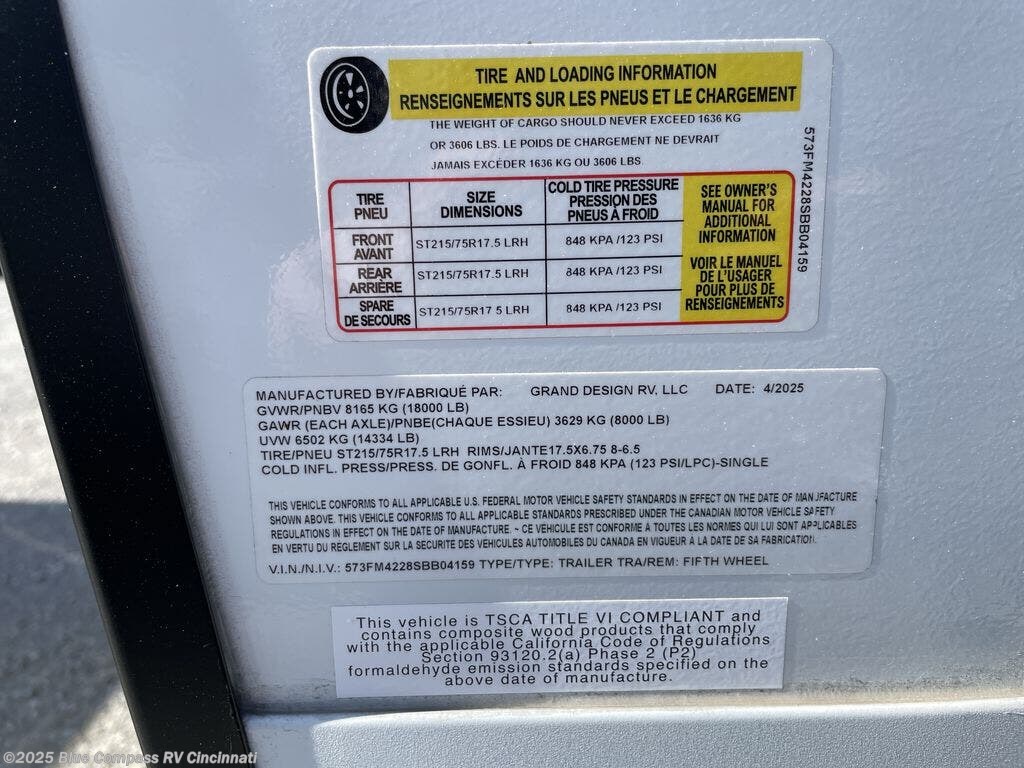 TIRE AND LOADING INFORMATION
RENSEIGNEMENTS SUR LES PNEUS ET LE CHARGEMENT
THE WEIGHT OF CARGO SHOULD NEVER EXCEED 1636 KG
OR 3606 LBS. LE POIDS DE CHARGEMENT NE DEVRAIT
JAMAIS EXCÉDER 1636 KG OU 3606 LBS
TIRE PNEU
SIZE DIMENSIONS
COLD TIRE PRESSURE
PRESSION DES
PNEUS À FROID
FRONT AVANT
ST215/75R17.5 LRH
848 KPA /123 PSI
REAR ARRIÈRE
ST215/75R17.5 LRH
848 KPA /123 PSI
SPARE DE SECOURS
ST215/75R17 5 LRH
848 KPA /123 PSI
SEE OWNER'S
MANUAL FOR
ADDITIONAL
INFORMATION
VOIR LE MANUEL
DE L'USAGER
POUR PLUS DE
RENSEIGNEMENTS
573FM4228SBB04159
MANUFACTURED BY/FABRIQUÉ PAR: GRAND DESIGN RV, LLC DATE: 4/2025
GVWR/PNBV 8165 KG (18000 LB)
GAWR (EACH AXLE)/PNBE(CHAQUE ESSIEU) 3629 KG (8000 LB)
UVW 6502 KG (14334 LB)
TIRE/PNEU ST215/75R17.5 LRH RIMS/JANTE17.5X6.75 8-6.5
COLD INFL. PRESS/PRESS. DE GONFL. À FROID 848 KPA (123 PSI/LPC)-SINGLE
THIS VEHICLE CONFORMS TO ALL APPLICABLE U.S. FEDERAL MOTOR VEHICLE SAFETY STANDARDS IN EFFECT ON THE DATE OF MANUFACTURE
SHOWN ABOVE. THIS VEHICLE CONFORMS TO ALL APPLICABLE STANDARDS PRESCRIBED UNDER THE CANADIAN MOTOR VEHICLE SAFETY
REGULATIONS IN EFFECT ON THE DATE OF MANUFACTURE. - CE VEHICULE EST CONFORME À TOUTES LES NORMES QUI LUI SONT APPLICABLES
EN VERTU DU RÈGLEMENT SUR LA SECURITE DES VEHICULES AUTOMOBILES DU CANADA EN VIGUEUR A LA DATE DE SA FABRICATION.
V.I.N./N.I.V.: 573FM4228SBB04159 TYPE/TYPE: TRAILER TRA/REM: FIFTH WHEEL
This vehicle is TSCA TITLE VI COMPLIANT and
contains composite wood products that comply
with the applicable California Code of Regulations
Section 93120.2(a) Phase 2 (P2)
formaldehyde emission standards specified on the
above date of manufacture.
©2025 Blue Compass RV Cincinnati